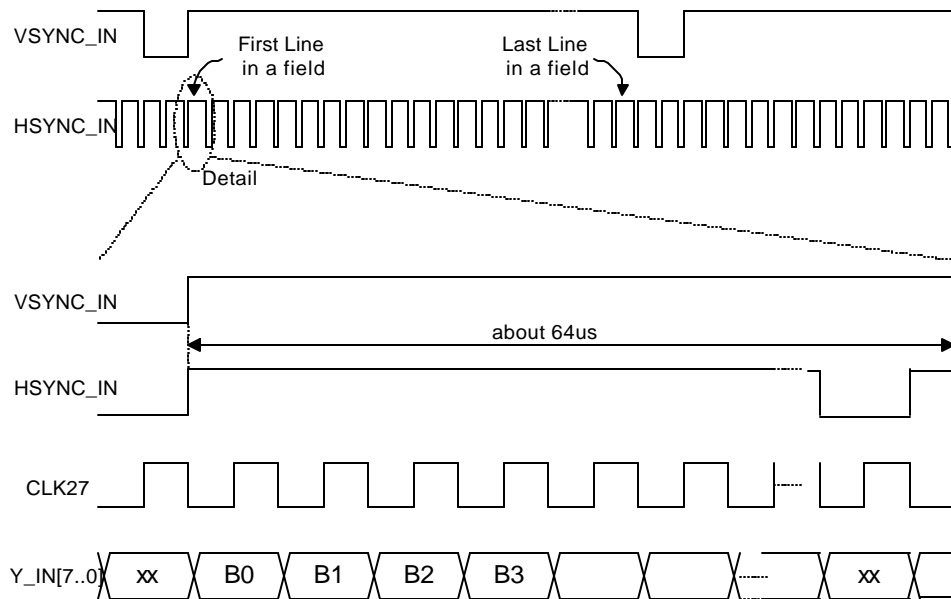 VSYNC_IN
First Line
in a field
Last Line
in a field
HSYNC_IN
Detail
VSYNC_IN
about 64us
HSYNC_IN
CLK27
Y_IN[7..0]
xx
B0
B1
B2
B3
xx